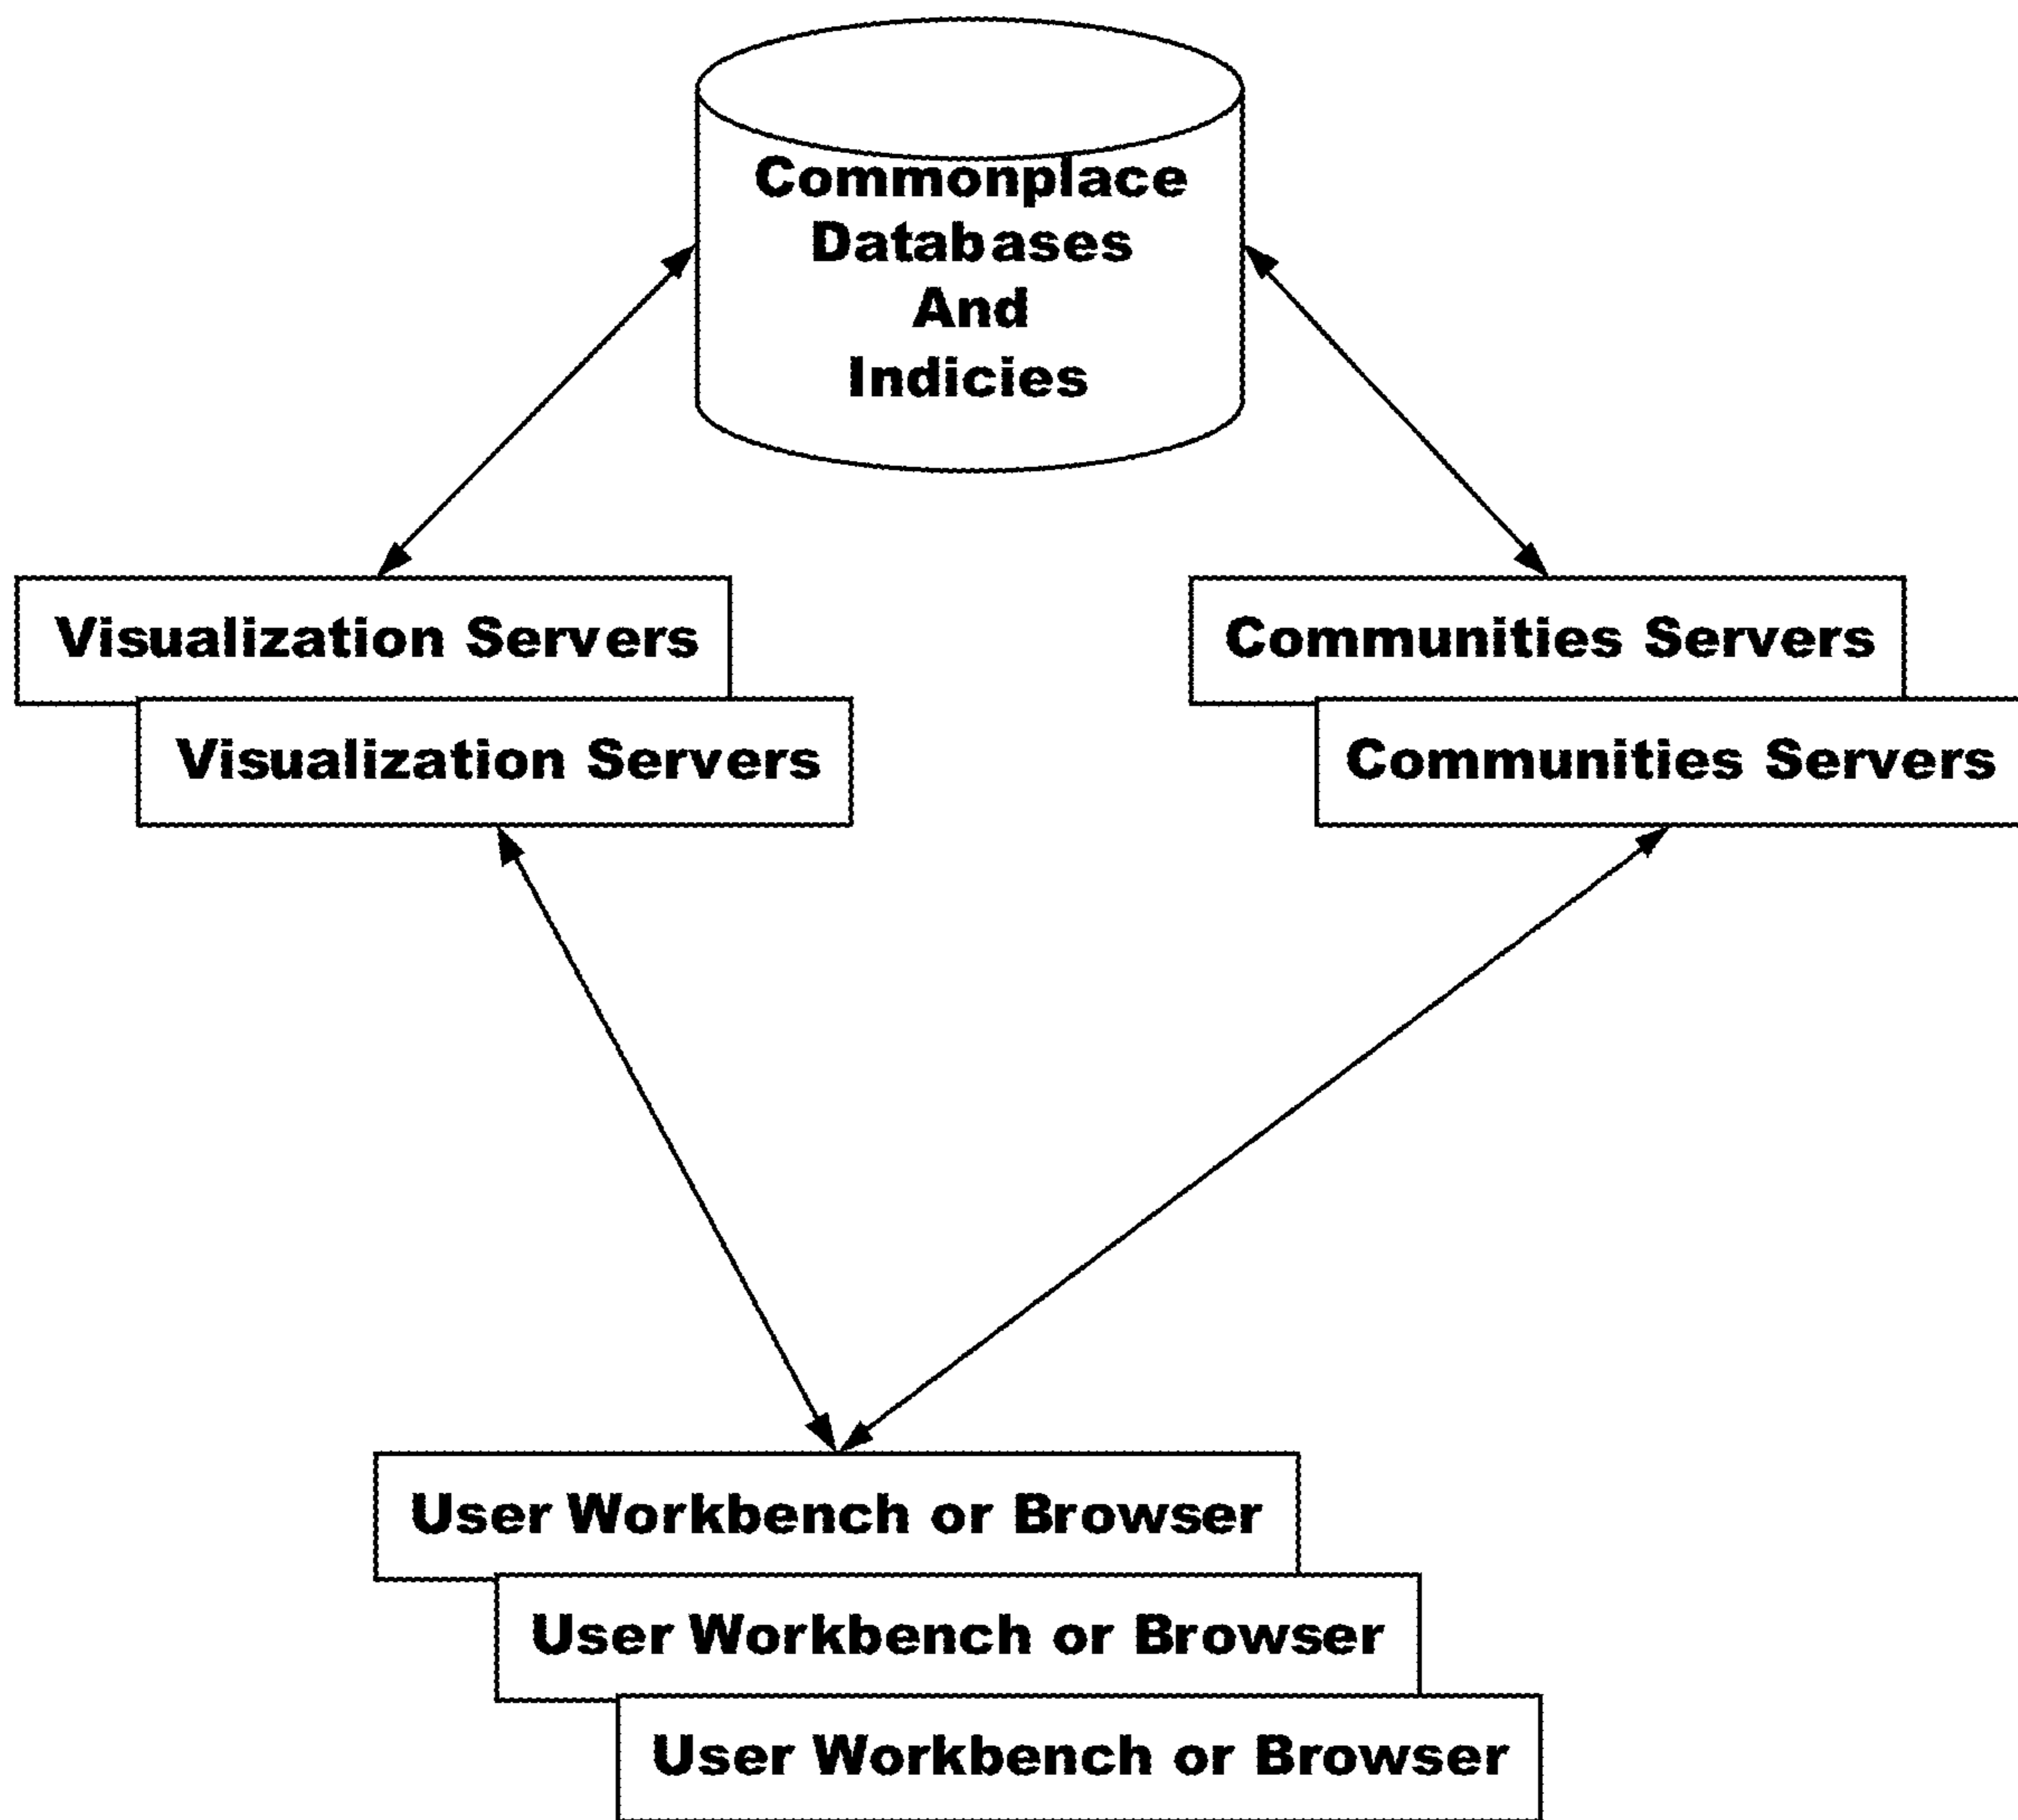 Commonplace
Databases
And
Indicies
Visualization Servers
Visualization Servers
Communities Servers
Communities Servers
User Workbench or Browser
User Workbench or Browser
User Workbench or Browser